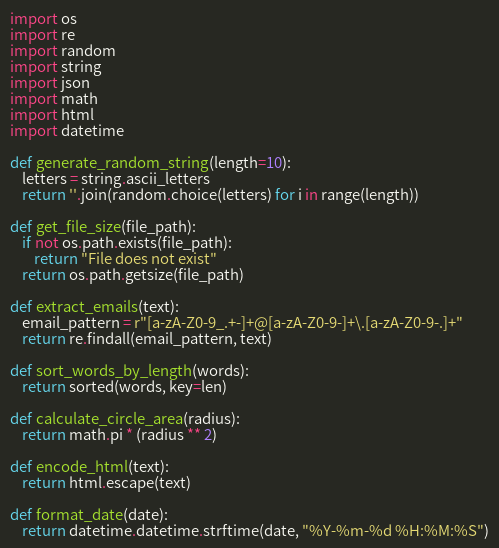 import os
import re
import random
import string
import json
import math
import html
import datetime

def generate_random_string(length=10):
    letters = string.ascii_letters
    return ''.join(random.choice(letters) for i in range(length))

def get_file_size(file_path):
    if not os.path.exists(file_path):
        return "File does not exist"
    return os.path.getsize(file_path)

def extract_emails(text):
    email_pattern = r"[a-zA-Z0-9_.+-]+@[a-zA-Z0-9-]+\.[a-zA-Z0-9-.]+"
    return re.findall(email_pattern, text)

def sort_words_by_length(words):
    return sorted(words, key=len)

def calculate_circle_area(radius):
    return math.pi * (radius ** 2)

def encode_html(text):
    return html.escape(text)

def format_date(date):
    return datetime.datetime.strftime(date, "%Y-%m-%d %H:%M:%S")